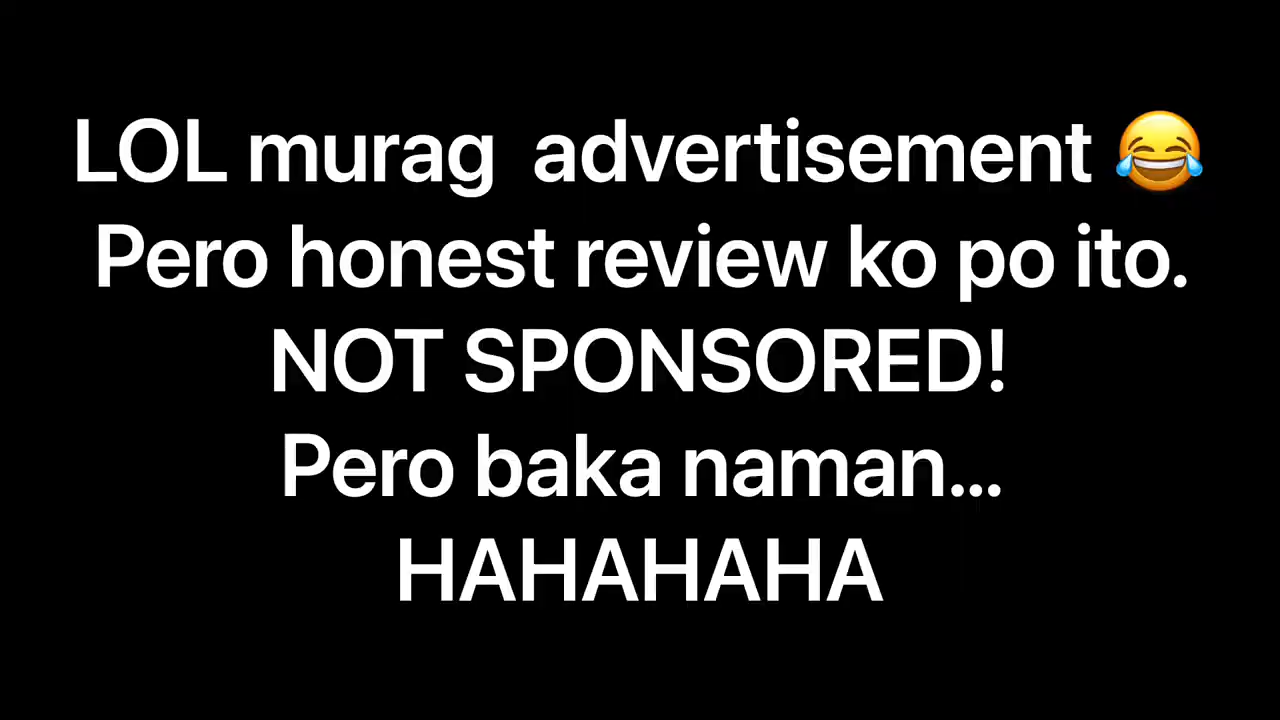 LOL murag  advertisement 😂
Pero honest review ko po ito.
NOT SPONSORED!
Pero baka naman...
HAHAHAHA